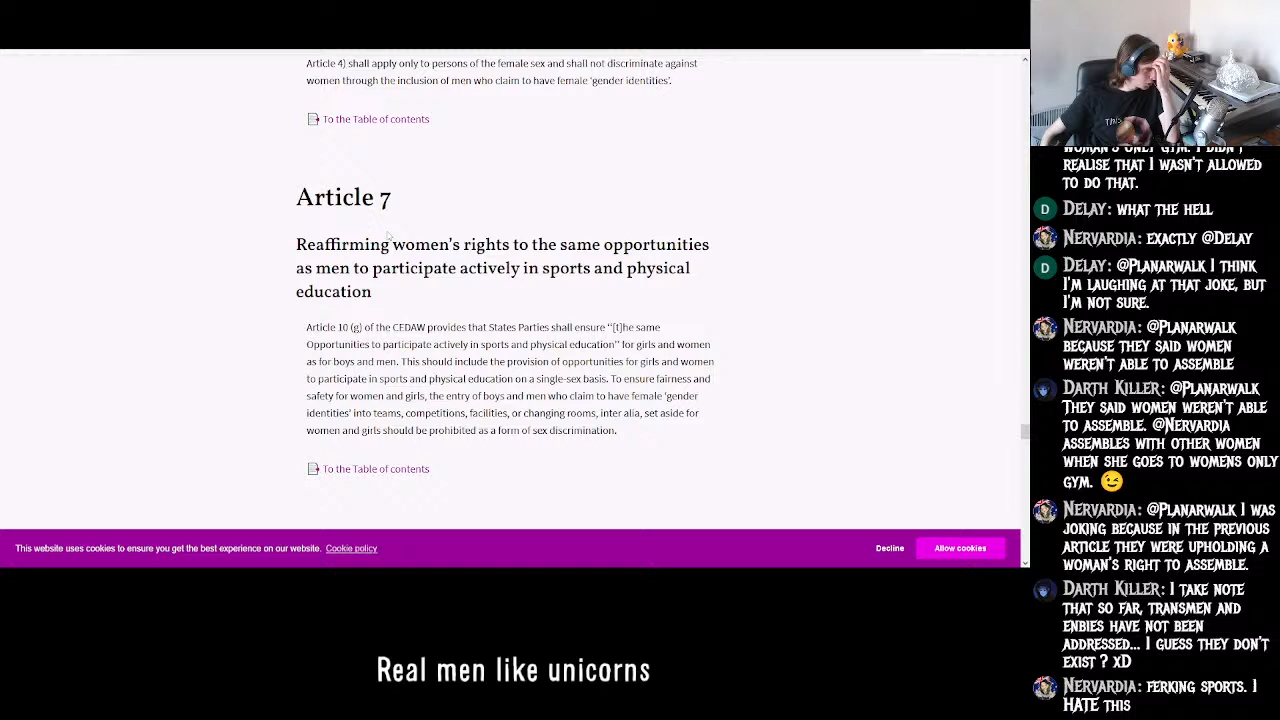 Article 4) shall apply only to persons of the female sex and shall not discriminate against
women through the inclusion of men who claim to have female 'gender identities'.
To the Table of contents
Article 7
Reaffirming women's rights to the same opportunities
as men to participate actively in sports and physical
education
Article 10 (g) of the CEDAW provides that States Parties shall ensure "[t]he same
Opportunities to participate actively in sports and physical education" for girls and women
as for boys and men. This should include the provision of opportunities for girls and women
to participate in sports and physical education on a single-sex basis. To ensure fairness and
safety for women and girls, the entry of boys and men who claim to have female 'gender
identities' into teams, competitions, facilities, or changing rooms, inter alia, set aside for
women and girls should be prohibited as a form of sex discrimination.
To the Table of contents
This website uses cookies to ensure you get the best experience on our website. Cookie policy
Decline
Allow cookies
Real men like unicorns
woman's only gym. I didn't
realise that I wasn't allowed
to do that.
D
Delay: what the hell
Nervardia: exactly @Delay
D
Delay: @Planarwalk I think
I'm laughing at that joke, but
I'm not sure.
Nervardia: @Planarwalk
because they said women
weren't able to assemble
Darth Killer: @Planarwalk
They said women weren't able
to assemble. @Nervardia
assembles with other women
when she goes to womens only
gym. 😉
Nervardia: @Planarwalk I was
joking because in the previous
article they were upholding a
woman's right to assemble.
Darth Killer: I take note
that so far, transmen and
enbies have not been
addressed... I guess they don't
exist ? xD
Nervardia: ferking sports. I
HATE this